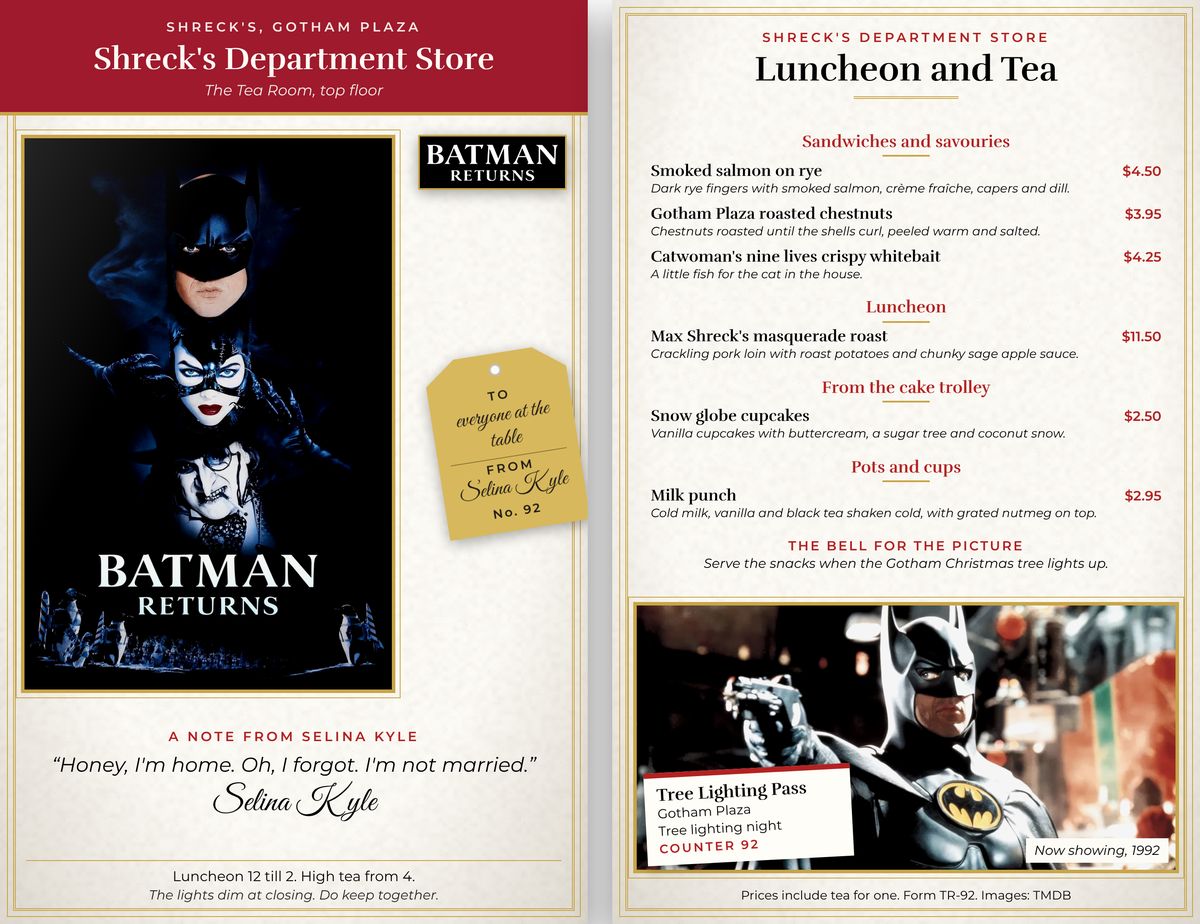 SHRECK'S, GOTHAM PLAZA
Shreck's Department Store
The Tea Room, top floor
BATMAN
RETURNS
BATMAN
RETURNS
TO
everyone at the
table
FROM
Selina Kyle
No. 92
A NOTE FROM SELINA KYLE
“Honey, I'm home. Oh, I forgot. I'm not married.”
Selina Kyle
Luncheon 12 till 2. High tea from 4.
The lights dim at closing. Do keep together.
SHRECK'S DEPARTMENT STORE
Luncheon and Tea
Sandwiches and savouries
Smoked salmon on rye $4.50
Dark rye fingers with smoked salmon, crème fraîche, capers and dill.
Gotham Plaza roasted chestnuts $3.95
Chestnuts roasted until the shells curl, peeled warm and salted.
Catwoman's nine lives crispy whitebait $4.25
A little fish for the cat in the house.
Luncheon
Max Shreck's masquerade roast $11.50
Crackling pork loin with roast potatoes and chunky sage apple sauce.
From the cake trolley
Snow globe cupcakes $2.50
Vanilla cupcakes with buttercream, a sugar tree and coconut snow.
Pots and cups
Milk punch $2.95
Cold milk, vanilla and black tea shaken cold, with grated nutmeg on top.
THE BELL FOR THE PICTURE
Serve the snacks when the Gotham Christmas tree lights up.
Tree Lighting Pass
Gotham Plaza
Tree lighting night
COUNTER 92
Now showing, 1992
Prices include tea for one. Form TR-92. Images: TMDB